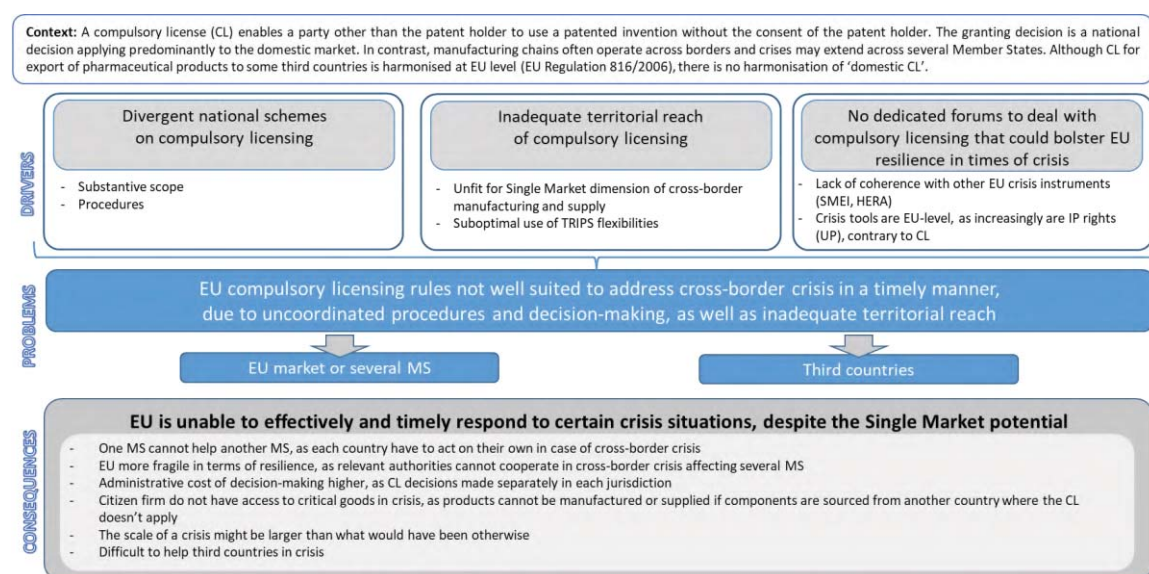 Context: A compulsory license (CL) enables a party other than the patent holder to use a patented invention without the consent of the patent holder. The granting decision is a national
decision applying predominantly to the domestic market. In contrast, manufacturing chains often operate across borders and crises may extend across several Member States. Although CL for
export of pharmaceutical products to some third countries is harmonised at EU level (EU Regulation 816/2006), there is no harmonisation of ‘domestic CL’.
DRIVERS
Divergent national schemes
on compulsory licensing
- Substantive scope
- Procedures
Inadequate territorial reach
of compulsory licensing
- Unfit for Single Market dimension of cross-border
manufacturing and supply
- Suboptimal use of TRIPS flexibilities
No dedicated forums to deal with
compulsory licensing that could bolster EU
resilience in times of crisis
- Lack of coherence with other EU crisis instruments
(SMEI, HERA)
- Crisis tools are EU-level, as increasingly are IP rights
(UP), contrary to CL
PROBLEMS
EU compulsory licensing rules not well suited to address cross-border crisis in a timely manner,
due to uncoordinated procedures and decision-making, as well as inadequate territorial reach
EU market or several MS
Third countries
CONSEQUENCES
EU is unable to effectively and timely respond to certain crisis situations, despite the Single Market potential
- One MS cannot help another MS, as each country have to act on their own in case of cross-border crisis
- EU more fragile in terms of resilience, as relevant authorities cannot cooperate in cross-border crisis affecting several MS
- Administrative cost of decision-making higher, as CL decisions made separately in each jurisdiction
- Citizen firm do not have access to critical goods in crisis, as products cannot be manufactured or supplied if components are sourced from another country where the CL
doesn’t apply
- The scale of a crisis might be larger than what would have been otherwise
- Difficult to help third countries in crisis